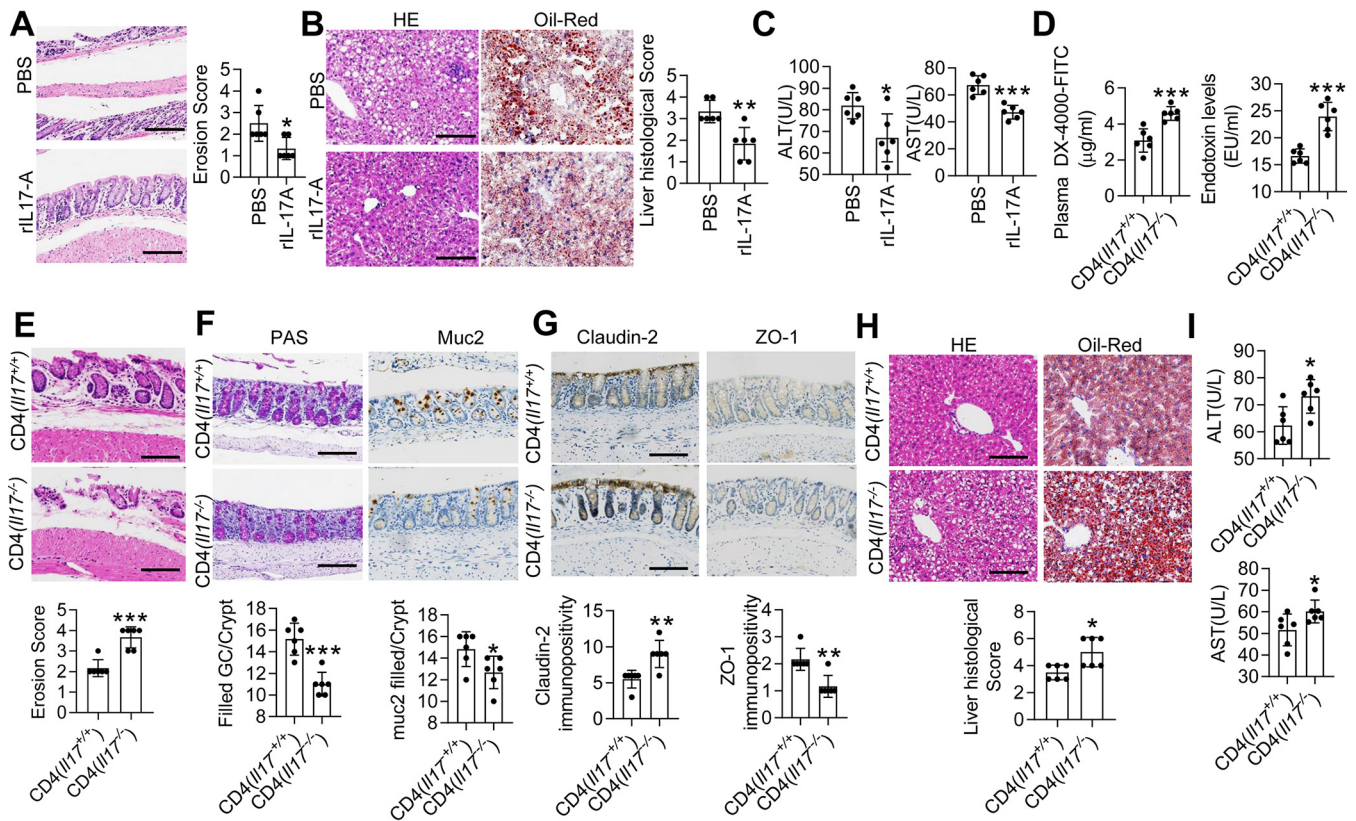 A
PBS
rIL17-A
Erosion Score
5
4
3
2
1
0
*
PBS
rIL-17A
B
HE
Oil-Red
PBS
rIL17-A
Liver histological Score
5
4
3
2
1
0
**
PBS
rIL-17A
C
ALT(U/L)
100
90
80
70
60
50
*
PBS
rIL-17A
AST(U/L)
80
60
40
20
0
***
PBS
rIL-17A
D
Plasma DX-4000-FITC
(μg/ml)
6
4
2
0
***
CD4(Il17+/+)
CD4(Il17-/-)
Endotoxin levels
(EU/ml)
30
25
20
15
10
***
CD4(Il17+/+)
CD4(Il17-/-)
E
CD4(Il17+/+)
CD4(Il17-/-)
Erosion Score
5
4
3
2
1
0
***
CD4(Il17+/+)
CD4(Il17-/-)
F
PAS
Muc2
CD4(Il17+/+)
CD4(Il17-/-)
Filled GC/Crypt
18
16
14
12
10
8
***
CD4(Il17+/+)
CD4(Il17-/-)
muc2 filled/Crypt
18
16
14
12
10
8
*
CD4(Il17+/+)
CD4(Il17-/-)
G
Claudin-2
ZO-1
CD4(Il17+/+)
CD4(Il17-/-)
Claudin-2
immunopositivity
15
10
5
0
**
CD4(Il17+/+)
CD4(Il17-/-)
ZO-1
immunopositivity
4
3
2
1
0
**
CD4(Il17+/+)
CD4(Il17-/-)
H
HE
Oil-Red
CD4(Il17+/+)
CD4(Il17-/-)
Liver histological
Score
8
6
4
2
0
*
CD4(Il17+/+)
CD4(Il17-/-)
I
ALT(U/L)
90
80
70
60
50
*
CD4(Il17+/+)
CD4(Il17-/-)
AST(U/L)
80
70
60
50
40
30
*
CD4(Il17+/+)
CD4(Il17-/-)